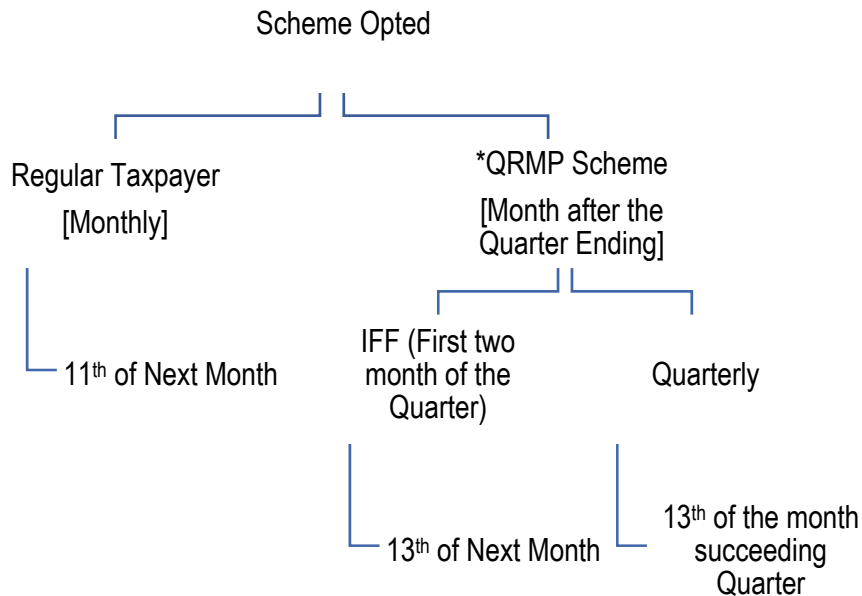 Scheme Opted
Regular Taxpayer
[Monthly]
*QRMP Scheme
[Month after the
Quarter Ending]
11th of Next Month
IFF (First two
month of the
Quarter)
Quarterly
13th of Next Month
13th of the month
succeeding
Quarter